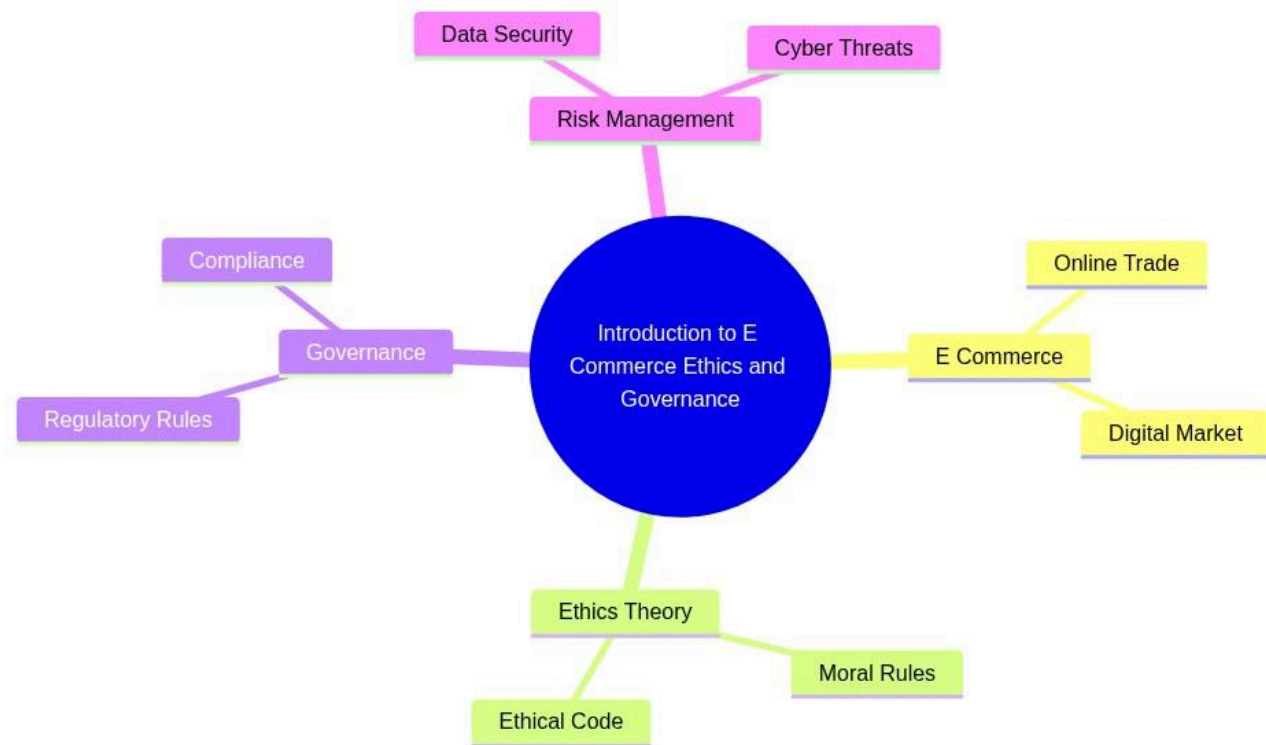 Data Security
Cyber Threats
Risk Management
Compliance
Online Trade
Governance
Introduction to E
Commerce Ethics and
Governance
E Commerce
Regulatory Rules
Digital Market
Ethics Theory
Moral Rules
Ethical Code